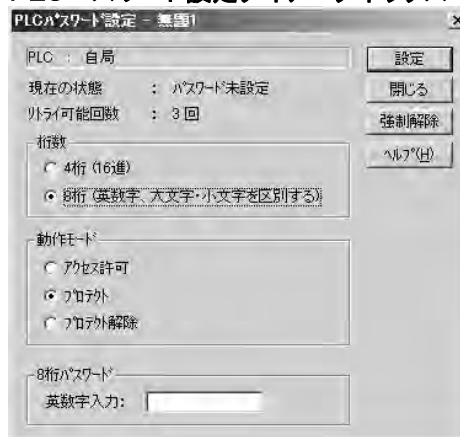 PLCパスワード設定 - 無題1
PLC : 自局
設定
現在の状態 : パスワード未設定
閉じる
リトライ可能回数 : 3回
強制解除
桁数
ヘルプ(H)
4桁 (16進)
8桁 (英数字、大文字・小文字を区別する)
動作モード
アクセス許可
プロテクト
プロテクト解除
8桁パスワード
英数字入力: